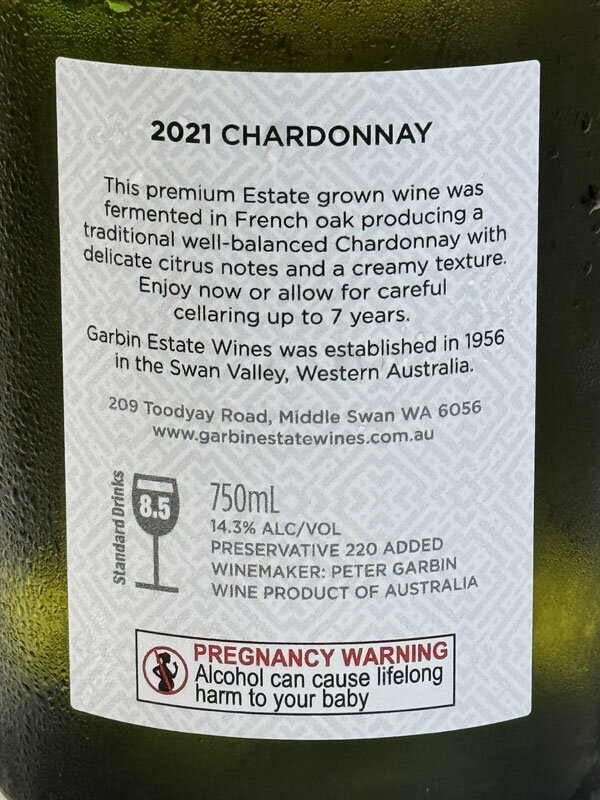 2021 CHARDONNAY
This premium Estate grown wine was
fermented in French oak producing a
traditional well-balanced Chardonnay with
delicate citrus notes and a creamy texture.
Enjoy now or allow for careful
cellaring up to 7 years.
Garbin Estate Wines was established in 1956
in the Swan Valley, Western Australia.
209 Toodyay Road, Middle Swan WA 6056
www.garbinestatewines.com.au
Standard Drinks
8.5
750mL
14.3% ALC/VOL
PRESERVATIVE 220 ADDED
WINEMAKER: PETER GARBIN
WINE PRODUCT OF AUSTRALIA
PREGNANCY WARNING
Alcohol can cause lifelong
harm to your baby